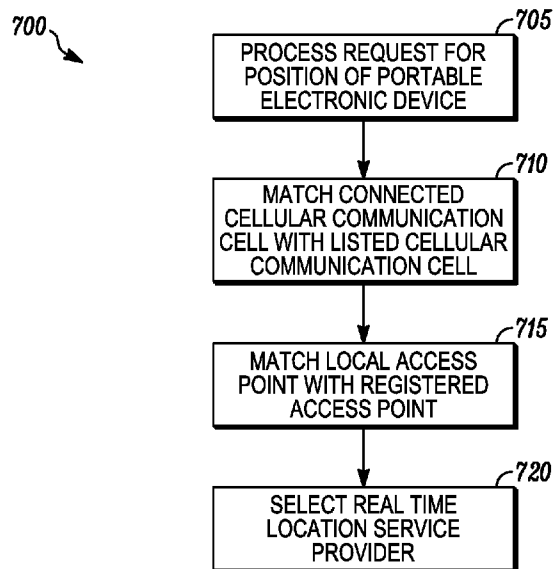 700
705
PROCESS REQUEST FOR
POSITION OF PORTABLE
ELECTRONIC DEVICE
710
MATCH CONNECTED
CELLULAR COMMUNICATION
CELL WITH LISTED CELLULAR
COMMUNICATION CELL
715
MATCH LOCAL ACCESS
POINT WITH REGISTERED
ACCESS POINT
720
SELECT REAL TIME
LOCATION SERVICE
PROVIDER